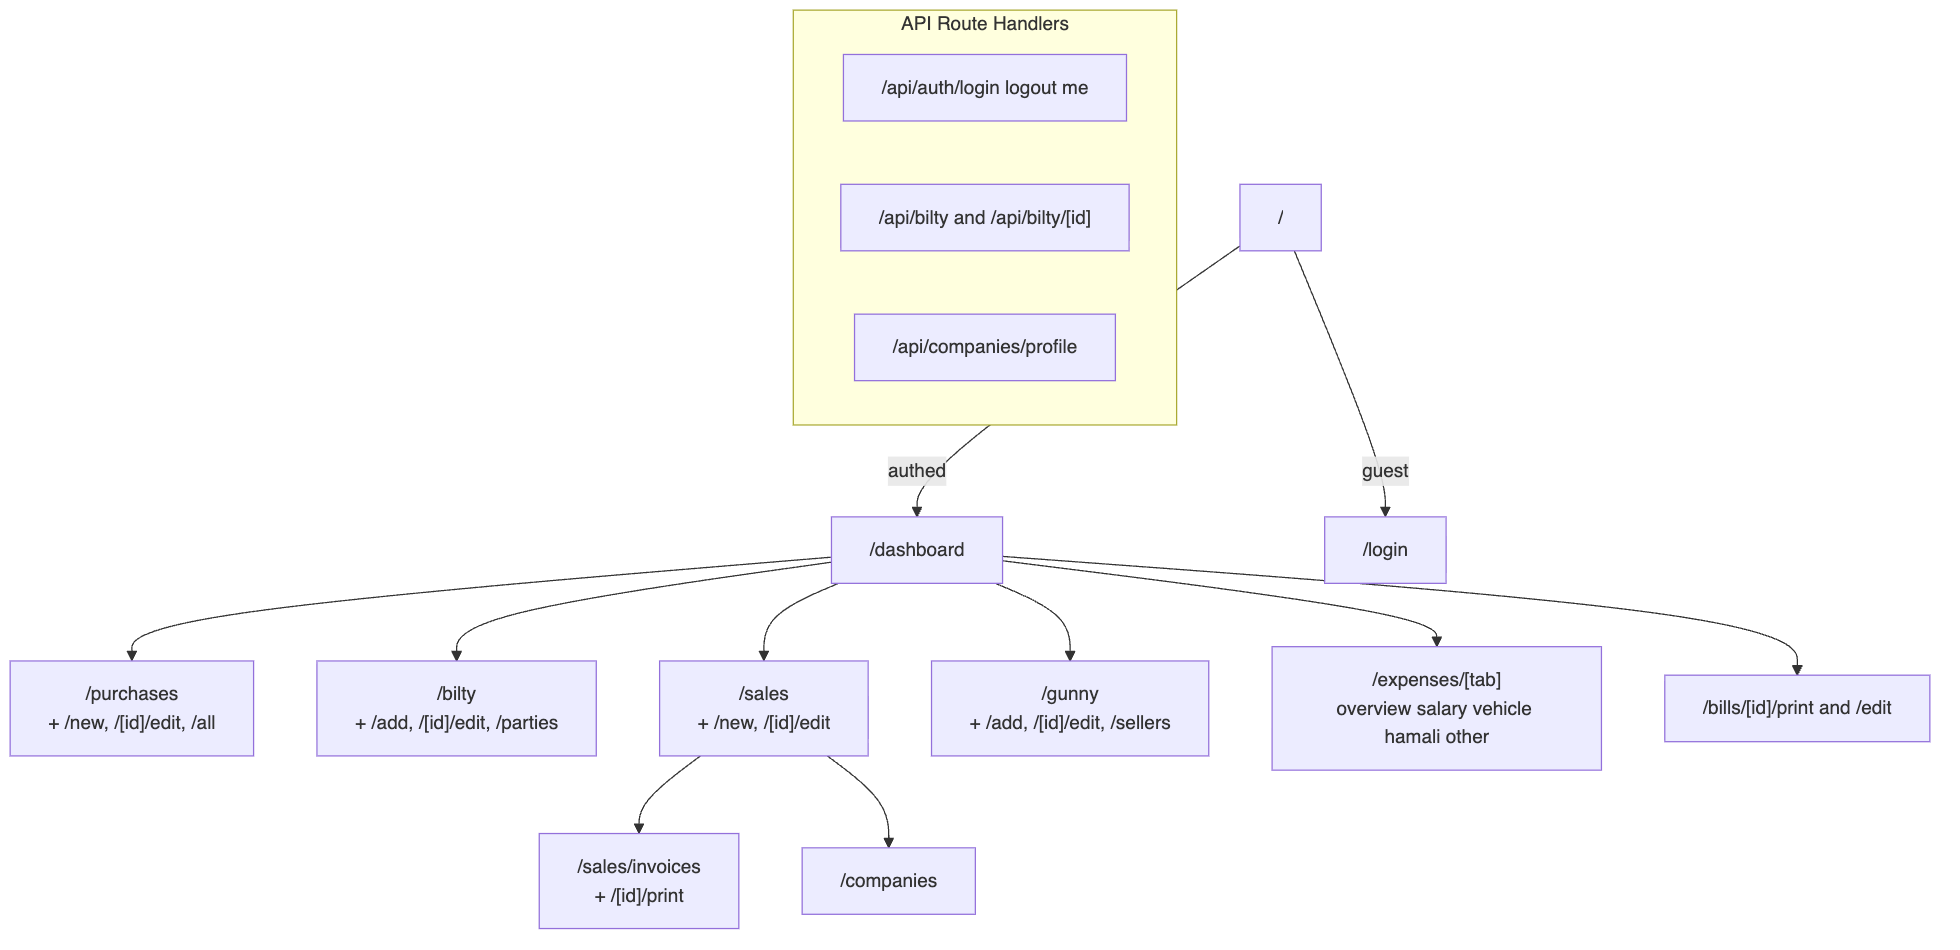 API Route Handlers
/api/auth/login logout me
/api/bilty and /api/bilty/[id]
/
/api/companies/profile
authed
guest
/dashboard
/login
/purchases
+ /new, /[id]/edit, /all
/bilty
+ /add, /[id]/edit, /parties
/sales
+ /new, /[id]/edit
/gunny
+ /add, /[id]/edit, /sellers
/expenses/[tab]
overview salary vehicle
hamali other
/bills/[id]/print and /edit
/sales/invoices
+ /[id]/print
/companies